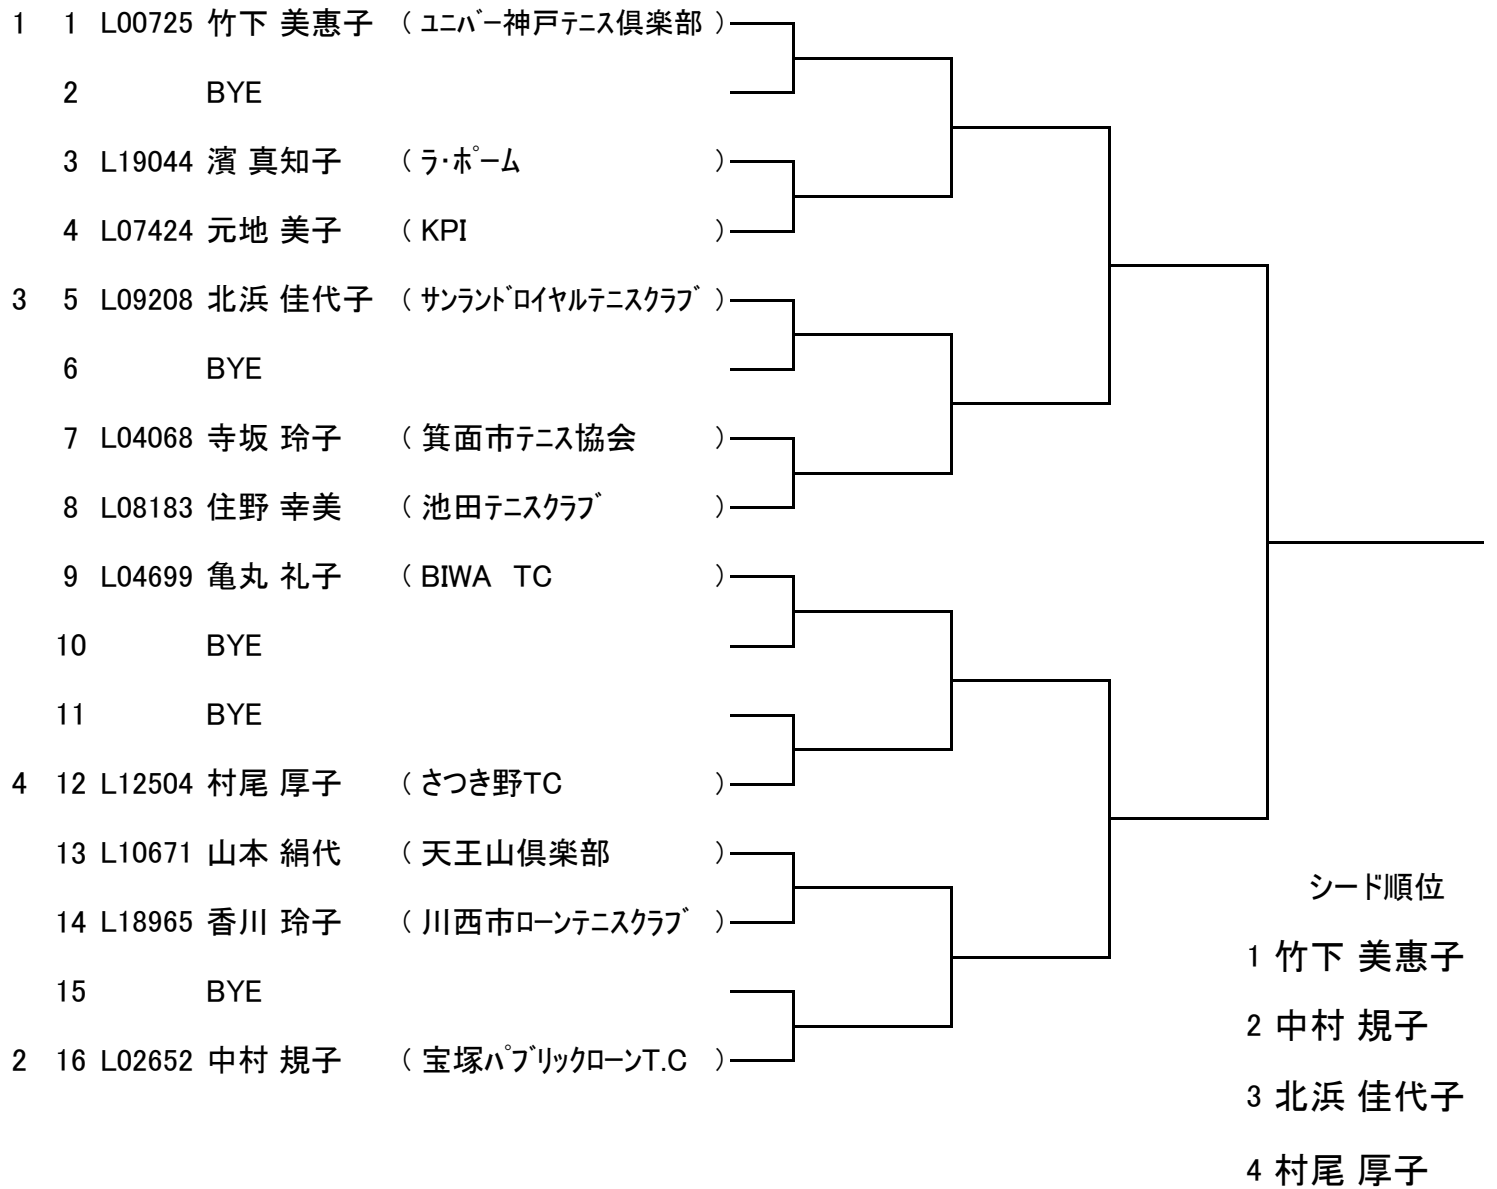 1 1 L00725 竹下 美惠子 ( ﾕﾆﾊﾞｰ神戸ﾃﾆｽ倶楽部 )
2 BYE
3 L19044 濱 真知子 ( ﾗ･ﾎﾟｰﾑ )
4 L07424 元地 美子 ( KPI )
3 5 L09208 北浜 佳代子 ( ｻﾝﾗﾝﾄﾞﾛｲﾔﾙﾃﾆｽｸﾗﾌﾞ )
6 BYE
7 L04068 寺坂 玲子 ( 箕面市ﾃﾆｽ協会 )
8 L08183 住野 幸美 ( 池田ﾃﾆｽｸﾗﾌﾞ )
9 L04699 亀丸 礼子 ( BIWA　TC )
10 BYE
11 BYE
4 12 L12504 村尾 厚子 ( さつき野TC )
13 L10671 山本 絹代 ( 天王山倶楽部 )
14 L18965 香川 玲子 ( 川西市ﾛｰﾝﾃﾆｽｸﾗﾌﾞ )
15 BYE
2 16 L02652 中村 規子 ( 宝塚ﾊﾟﾌﾞﾘｯｸﾛｰﾝT.C )
シード順位
1 竹下 美惠子
2 中村 規子
3 北浜 佳代子
4 村尾 厚子